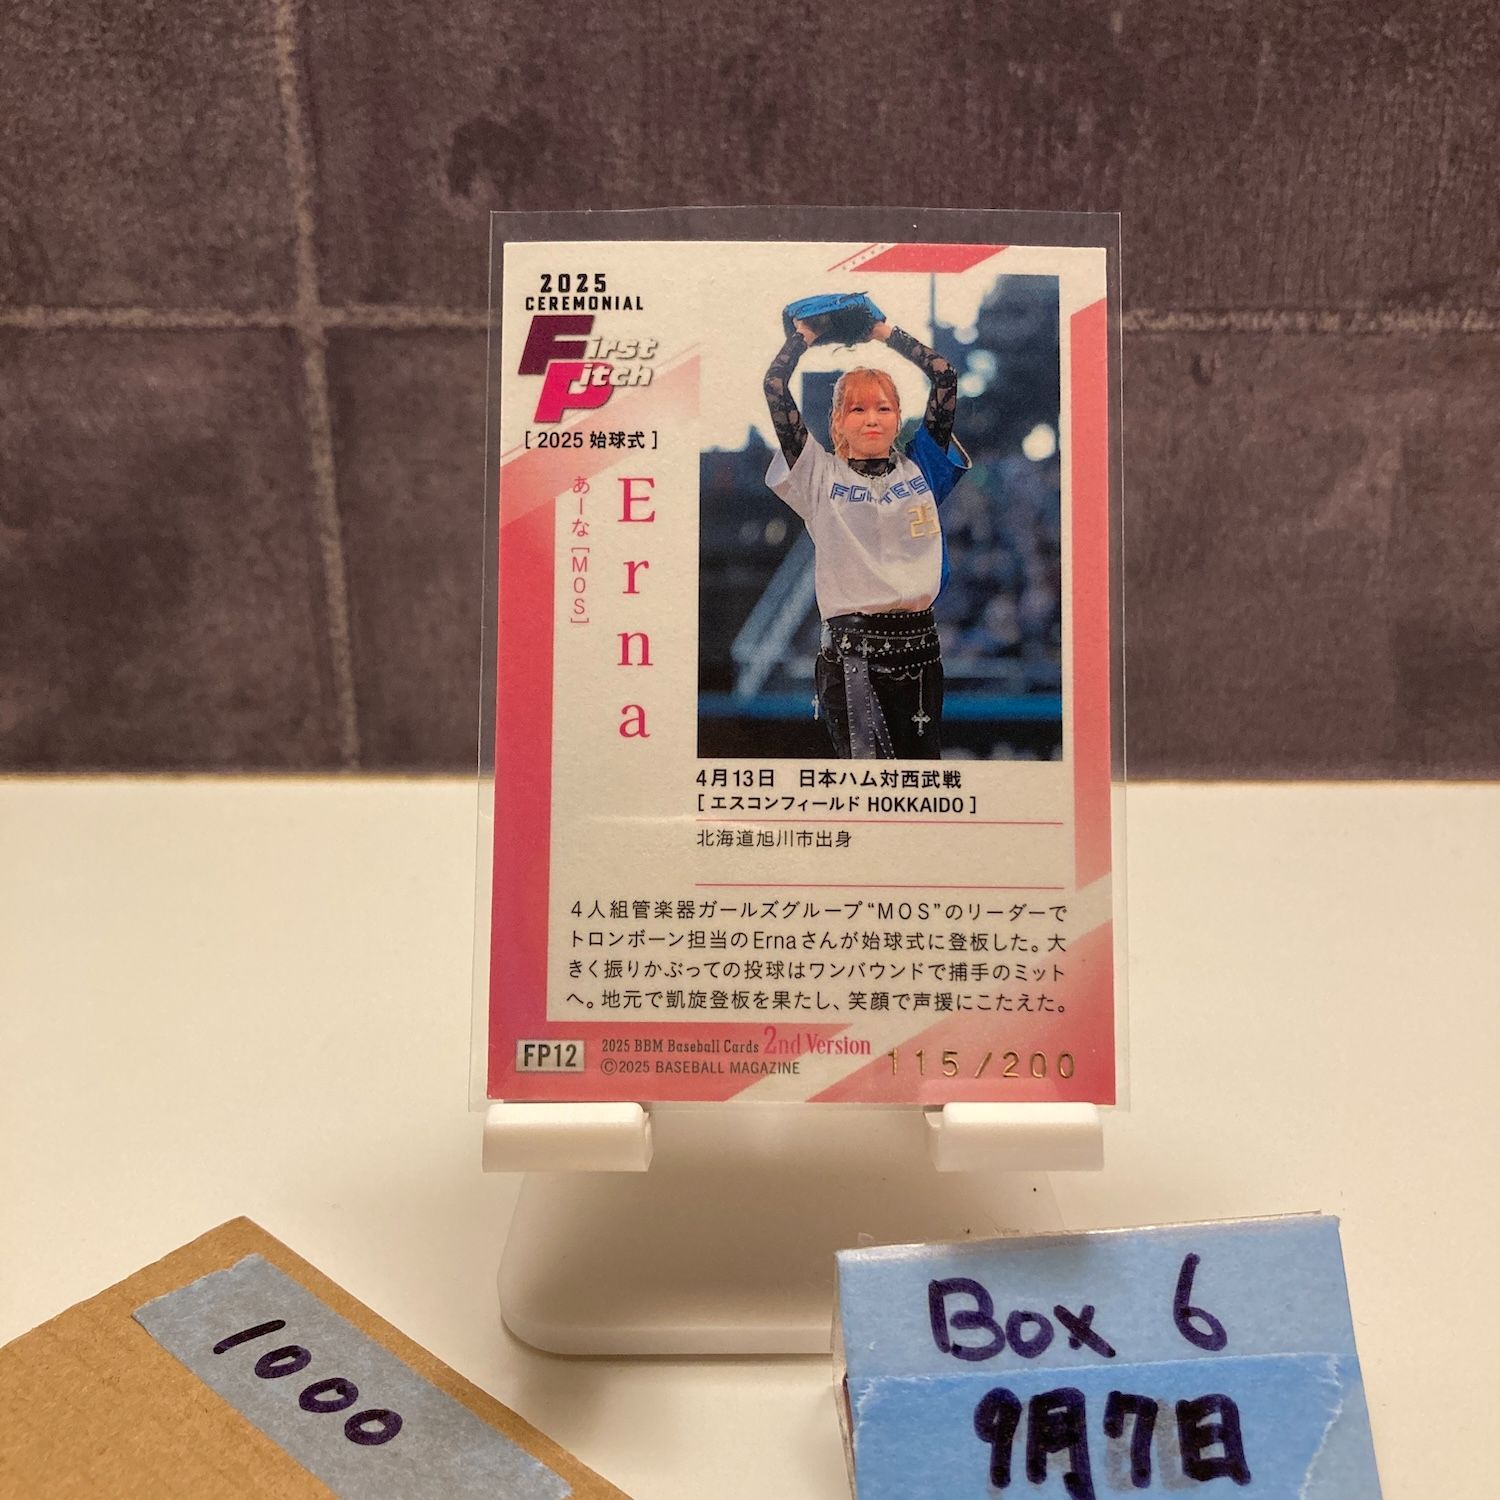 2025
CEREMONIAL
First
Pitch
[ 2025 始球式 ]
Erna
あーな [MOS]
FIGHTERS
25
4月13日　日本ハム対西武戦
[ エスコンフィールド HOKKAIDO ]
北海道旭川市出身
4人組管楽器ガールズグループ“MOS”のリーダーで
トロンボーン担当のErnaさんが始球式に登板した。大
きく振りかぶっての投球はワンバウンドで捕手のミット
へ。地元で凱旋登板を果たし、笑顔で声援にこたえた。
FP12
2025 BBM Baseball Cards 2nd Version
©2025 BASEBALL MAGAZINE
115/200
1000
Box 6
9月7日